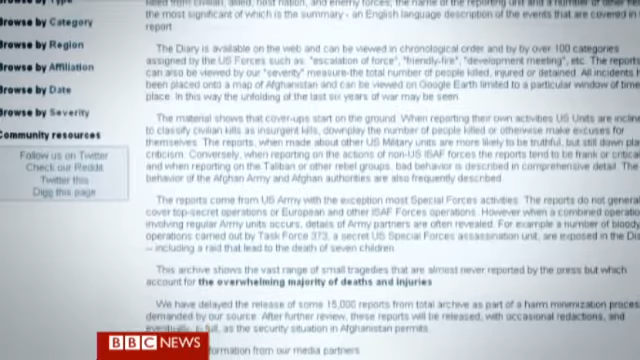 Browse by Type
Browse by Category
Browse by Region
Browse by Affiliation
Browse by Date
Browse by Severity
Community resources
Follow us on Twitter
Check our Reddit
Twitter this
Digg this page
killed from civilian, allied, host nation, and enemy forces, the name of the reporting unit and a number of other
the most significant of which is the summary - an English language description of the events that are covered in
report
The Diary is available on the web and can be viewed in chronological order and by by over 100 categories
assigned by the US Forces such as: "escalation of force", "friendly-fire", "development meeting", etc. The reports
can also be viewed by our "severity" measure-the total number of people killed, injured or detained. All incidents
been placed onto a map of Afghanistan and can be viewed on Google Earth limited to a particular window of time
place. In this way the unfolding of the last six years of war may be seen.
The material shows that cover-ups start on the ground. When reporting their own activities US Units are incline
to classify civilian kills as insurgent kills, downplay the number of people killed or otherwise make excuses for
themselves. The reports, when made about other US Military units are more likely to be truthful, but still down pla
criticism. Conversely, when reporting on the actions of non-US ISAF forces the reports tend to be frank or critica
and when reporting on the Taliban or other rebel groups, bad behavior is described in comprehensive detail. The
behavior of the Afghan Army and Afghan authorities are also frequently described.
The reports come from US Army with the exception most Special Forces activities. The reports do not general
cover top-secret operations or European and other ISAF Forces operations. However when a combined operatio
involving regular Army units occurs, details of Army partners are often revealed. For example a number of bloody
operations carried out by Task Force 373, a secret US Special Forces assassination unit, are exposed in the Dia
-- including a raid that lead to the death of seven children.
This archive shows the vast range of small tragedies that are almost never reported by the press but which
account for the overwhelming majority of deaths and injuries
We have delayed the release of some 15,000 reports from total archive as part of a harm minimization proces
demanded by our source. After further review, these reports will be released, with occasional redactions, and
eventually in full, as the security situation in Afghanistan permits.
formation from our media partners
BBC NEWS